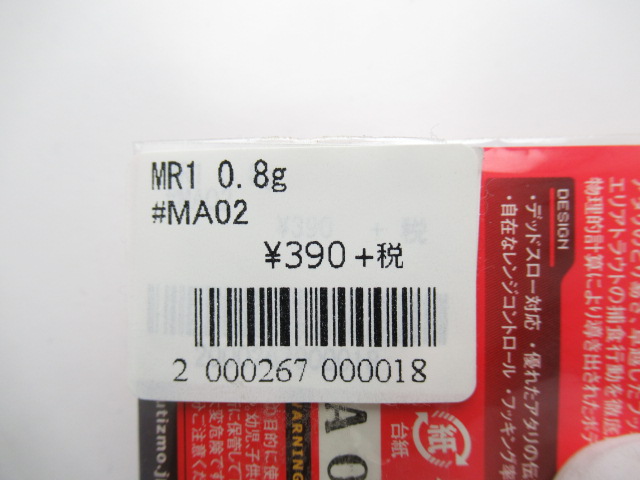 MR1 0.8g
#MA02
¥390+税
2 000267 000018
DESIGN
・デッドスロー対応・優れたアタリの伝
・自在なレンジコントロール・フッキング率
エリアトラウトの捕食行動を徹底
物理的計算により導き出されたボデ
紙
台紙
WARNING
utizmo.j